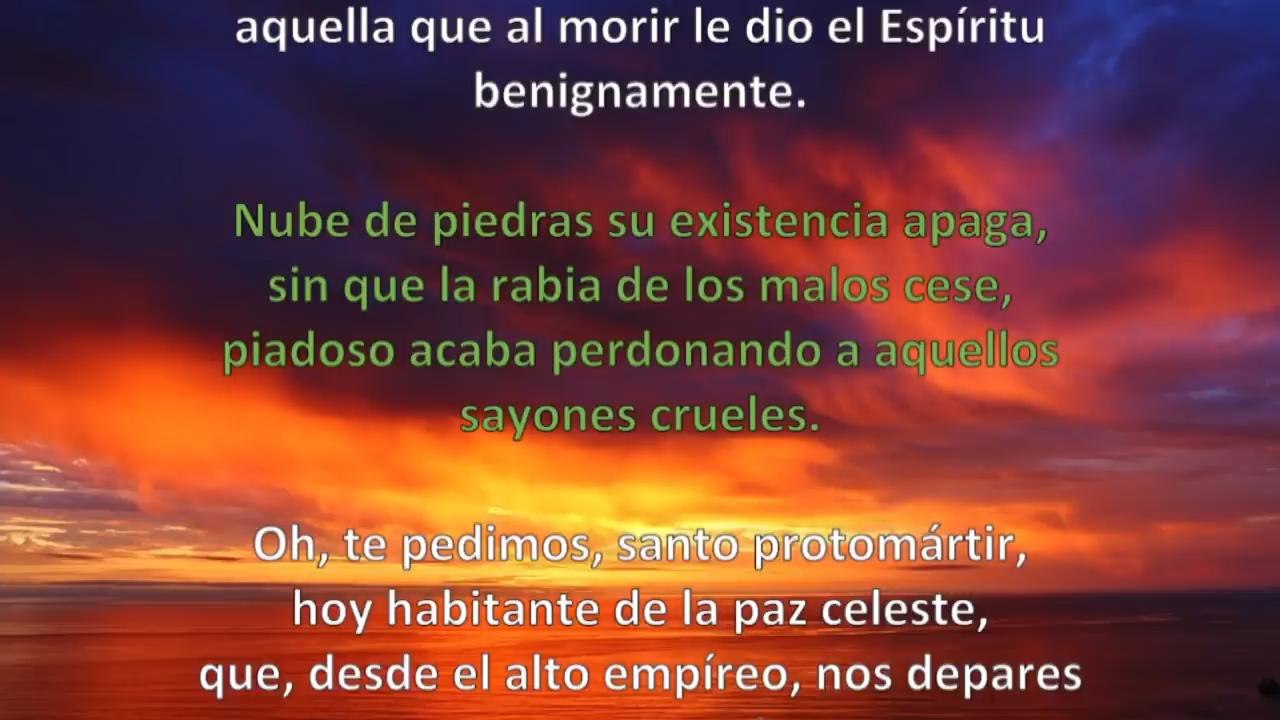 aquella que al morir le dio el Espíritu
benignamente.
Nube de piedras su existencia apaga,
sin que la rabia de los malos cese,
piadoso acaba perdonando a aquellos
sayones crueles.
Oh, te pedimos, santo protomártir,
hoy habitante de la paz celeste,
que, desde el alto empíreo, nos depares